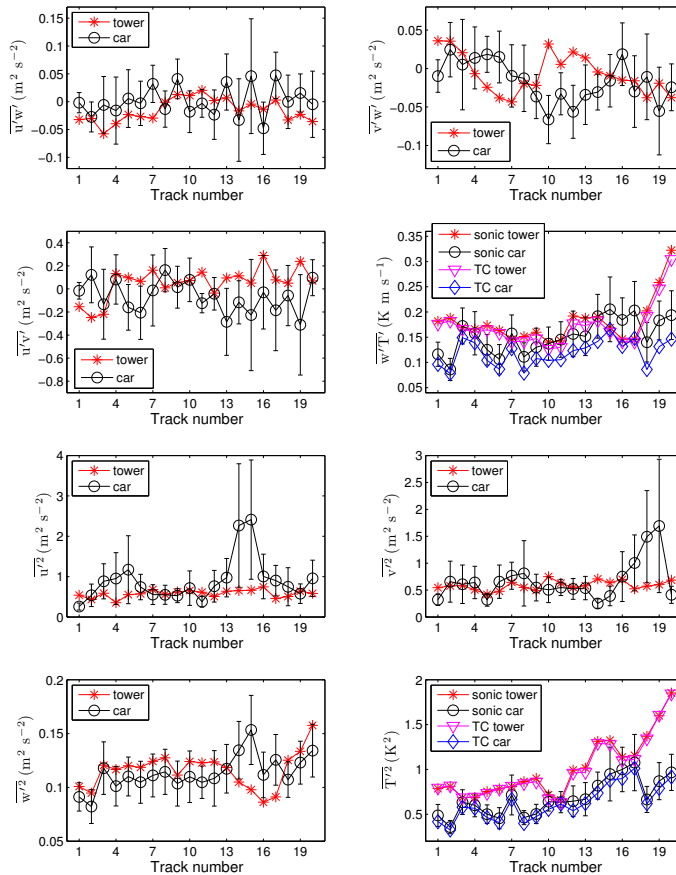 tower
car
0.1
0.05
0
-0.05
-0.1
u'w' (m² s⁻²)
1 4 7 10 13 16 19
Track number
0.05
0
-0.05
-0.1
v'w' (m² s⁻²)
tower
car
1 4 7 10 13 16 19
Track number
0.4
0.2
0
-0.2
-0.4
-0.6
-0.8
u'v' (m² s⁻²)
tower
car
1 4 7 10 13 16 19
Track number
sonic tower
sonic car
TC tower
TC car
0.35
0.3
0.25
0.2
0.15
0.1
0.05
w'T' (K m s⁻¹)
1 4 7 10 13 16 19
Track number
tower
car
4
3
2
1
0
u'² (m² s⁻²)
1 4 7 10 13 16 19
Track number
tower
car
3
2.5
2
1.5
1
0.5
0
v'² (m² s⁻²)
1 4 7 10 13 16 19
Track number
tower
car
0.2
0.15
0.1
0.05
w'² (m² s⁻²)
1 4 7 10 13 16 19
Track number
sonic tower
sonic car
TC tower
TC car
2
1.5
1
0.5
T'² (K²)
1 4 7 10 13 16 19
Track number